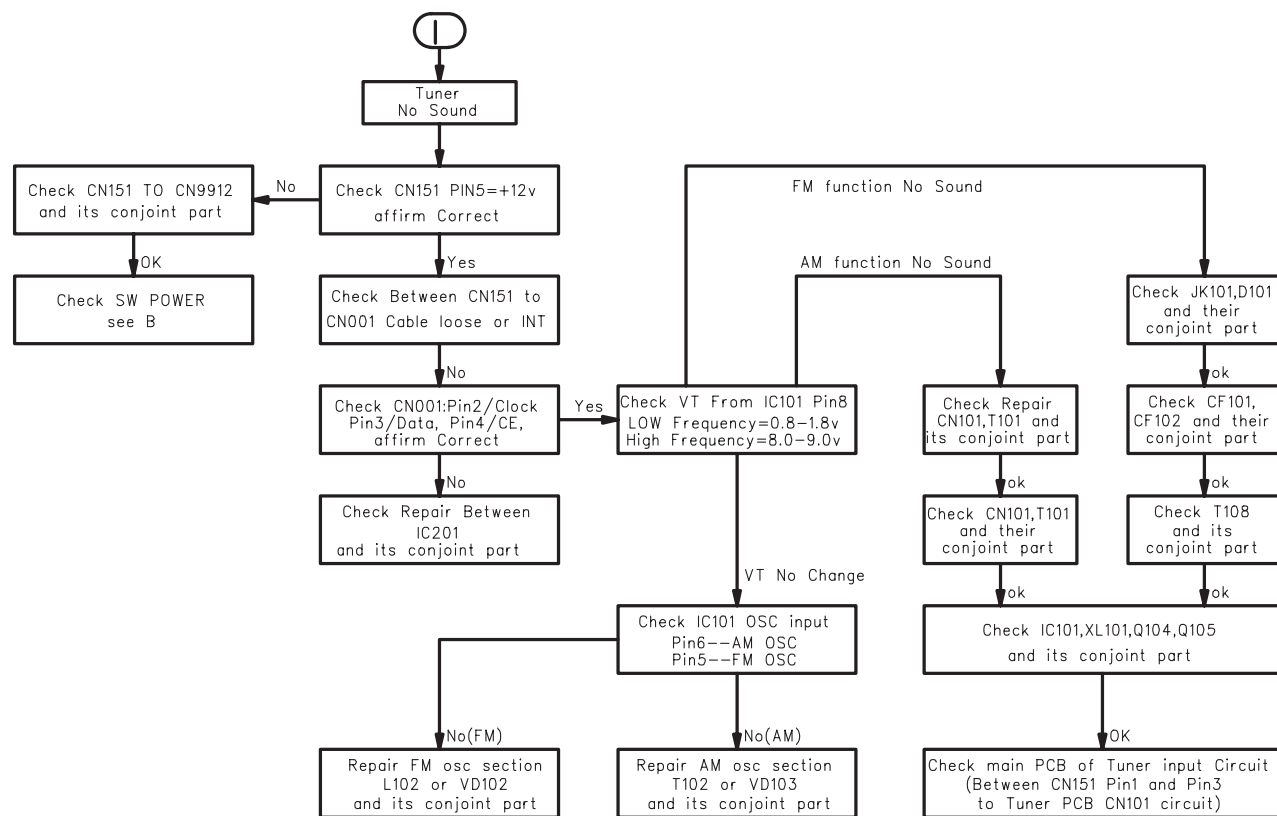 I
Tuner
No Sound
Check CN151 TO CN9912
and its conjoint part
No
Check CN151 PIN5=+12v
affirm Correct
FM function No Sound
OK
Yes
AM function No Sound
Check SW POWER
see B
Check Between CN151 to
CN001 Cable loose or INT
Check JK101,D101
and their
conjoint part
No
ok
Check CN001:Pin2/Clock
Pin3/Data, Pin4/CE,
affirm Correct
Yes
Check VT From IC101 Pin8
LOW Frequency=0.8-1.8v
High Frequency=8.0-9.0v
Check Repair
CN101,T101 and
its conjoint part
Check CF101,
CF102 and their
conjoint part
No
ok
ok
Check Repair Between
IC201
and its conjoint part
Check CN101,T101
and their
conjoint part
Check T108
and its
conjoint part
VT No Change
ok
ok
Check IC101 OSC input
Pin6--AM OSC
Pin5--FM OSC
Check IC101,XL101,Q104,Q105
and its conjoint part
No(FM)
No(AM)
OK
Repair FM osc section
L102 or VD102
and its conjoint part
Repair AM osc section
T102 or VD103
and its conjoint part
Check main PCB of Tuner input Circuit
(Between CN151 Pin1 and Pin3
to Tuner PCB CN101 circuit)